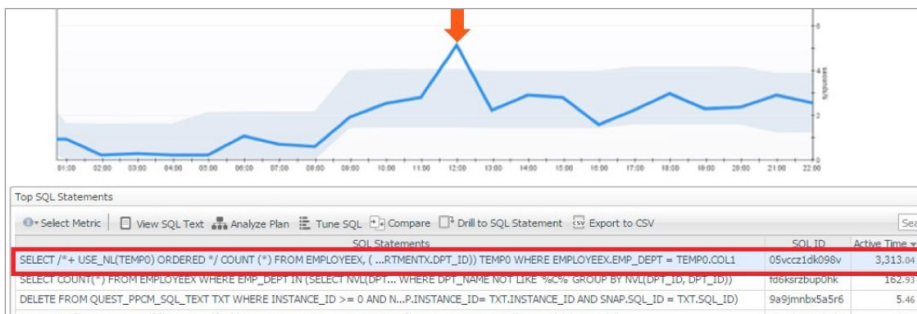 6
4
seconds/s
2
0
01:00 02:00 03:00 04:00 05:00 06:00 07:00 08:00 09:00 10:00 11:00 12:00 13:00 14:00 15:00 16:00 17:00 18:00 19:00 20:00 21:00 22:00
Top SQL Statements
Select Metric View SQL Text Analyze Plan Tune SQL Compare Drill to SQL Statement Export to CSV Sea
SQL Statements SQL ID Active Time
SELECT /*+ USE_NL(TEMP0) ORDERED */ COUNT (*) FROM EMPLOYEEX, ( ...RTMENTX.DPT_ID)) TEMP0 WHERE EMPLOYEEX.EMP_DEPT = TEMP0.COL1 05vccz1dk098v 3,313.04
SELECT COUNT(*) FROM EMPLOYEEX WHERE EMP_DEPT IN (SELECT NVL(DPT... WHERE DPT_NAME NOT LIKE '%C%' GROUP BY NVL(DPT_ID, DPT_ID)) fd6ksrzbup0hk 162.93
DELETE FROM QUEST_PPCM_SQL_TEXT TXT WHERE INSTANCE_ID >= 0 AND N...P.INSTANCE_ID= TXT.INSTANCE_ID AND SNAP.SQL_ID = TXT.SQL_ID) 9a9jmnbx5a5r6 5.46